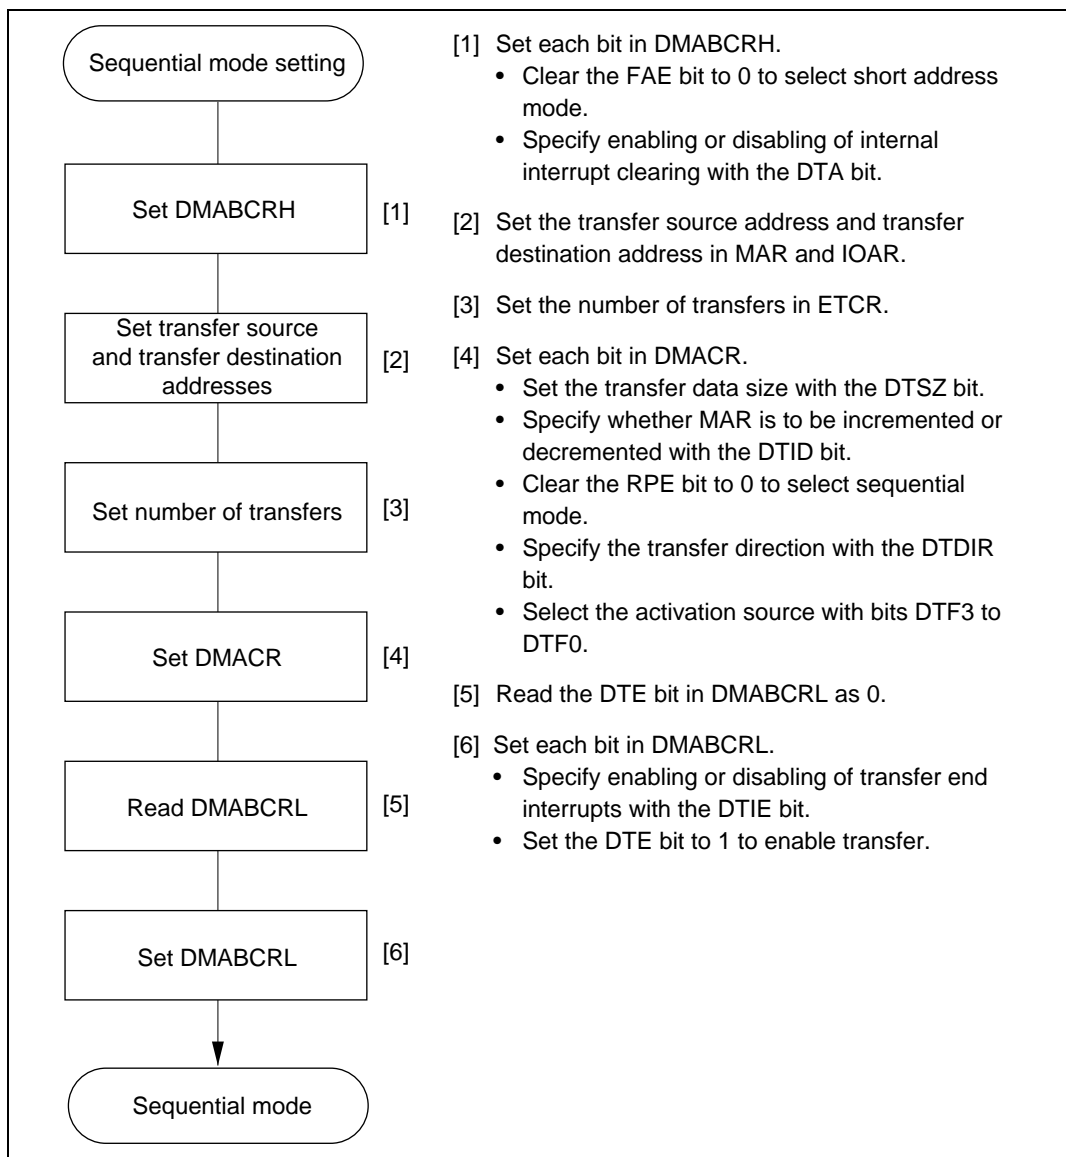 Sequential mode setting
Set DMABCRH
[1]
Set transfer source
and transfer destination
addresses
[2]
Set number of transfers
[3]
Set DMACR
[4]
Read DMABCRL
[5]
Set DMABCRL
[6]
Sequential mode
[1] Set each bit in DMABCRH.
• Clear the FAE bit to 0 to select short address
mode.
• Specify enabling or disabling of internal
interrupt clearing with the DTA bit.
[2] Set the transfer source address and transfer
destination address in MAR and IOAR.
[3] Set the number of transfers in ETCR.
[4] Set each bit in DMACR.
• Set the transfer data size with the DTSZ bit.
• Specify whether MAR is to be incremented or
decremented with the DTID bit.
• Clear the RPE bit to 0 to select sequential
mode.
• Specify the transfer direction with the DTDIR
bit.
• Select the activation source with bits DTF3 to
DTF0.
[5] Read the DTE bit in DMABCRL as 0.
[6] Set each bit in DMABCRL.
• Specify enabling or disabling of transfer end
interrupts with the DTIE bit.
• Set the DTE bit to 1 to enable transfer.